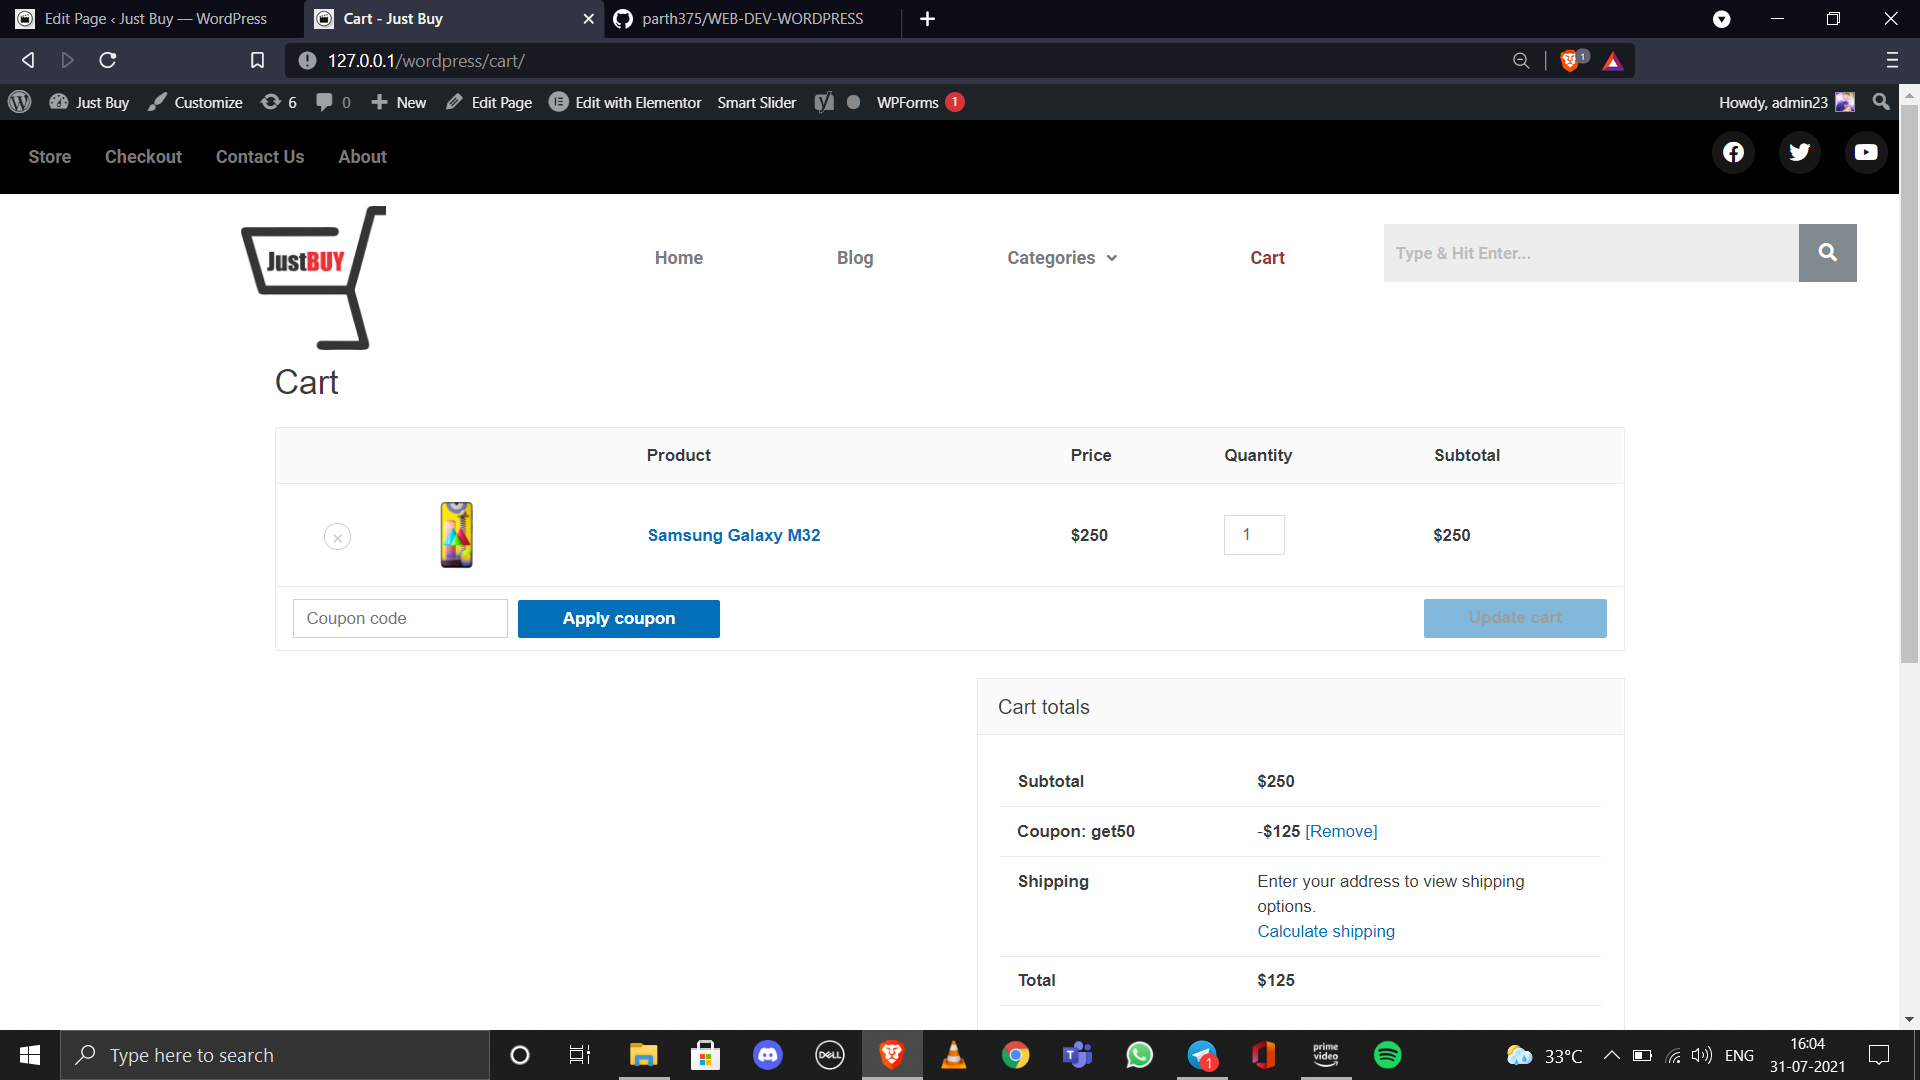 Edit Page ‹ Just Buy — WordPress
Cart - Just Buy
parth375/WEB-DEV-WORDPRESS
127.0.0.1/wordpress/cart/
1
Just Buy
Customize
6
0
New
Edit Page
Edit with Elementor
Smart Slider
WPForms
1
Howdy, admin23
Store
Checkout
Contact Us
About
JustBUY
Home
Blog
Categories
Cart
Type & Hit Enter...
Cart
Product Price Quantity Subtotal
Samsung Galaxy M32 $250 1 $250
Coupon code
Apply coupon
Update cart
Cart totals
Subtotal $250
Coupon: get50 -$125 [Remove]
Shipping Enter your address to view shipping
options.
Calculate shipping
Total $125
Type here to search
DELL
T
1
prime
video
33°C
ENG
16:04
31-07-2021